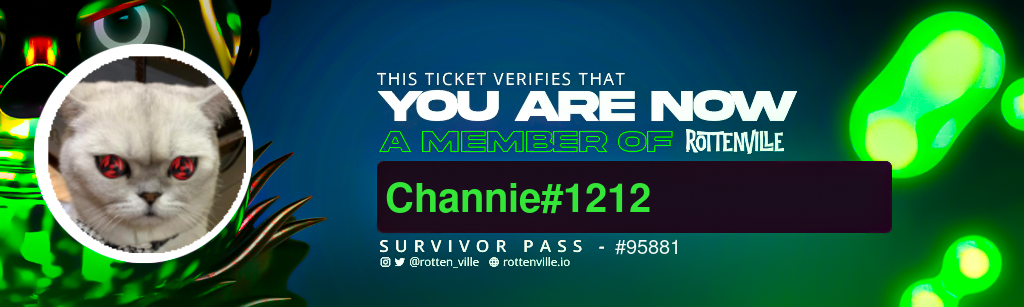 THIS TICKET VERIFIES THAT
YOU ARE NOW
A MEMBER OF ROTTENVILLE
Channie#1212
SURVIVOR PASS - #95881
@rotten_ville rottenville.io